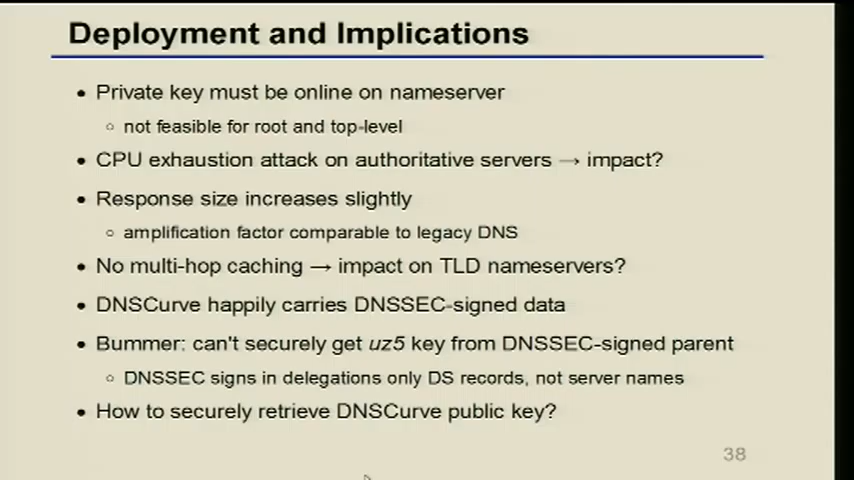 Deployment and Implications
• Private key must be online on nameserver
○ not feasible for root and top-level
• CPU exhaustion attack on authoritative servers → impact?
• Response size increases slightly
○ amplification factor comparable to legacy DNS
• No multi-hop caching → impact on TLD nameservers?
• DNSCurve happily carries DNSSEC-signed data
• Bummer: can't securely get uz5 key from DNSSEC-signed parent
○ DNSSEC signs in delegations only DS records, not server names
• How to securely retrieve DNSCurve public key?
38